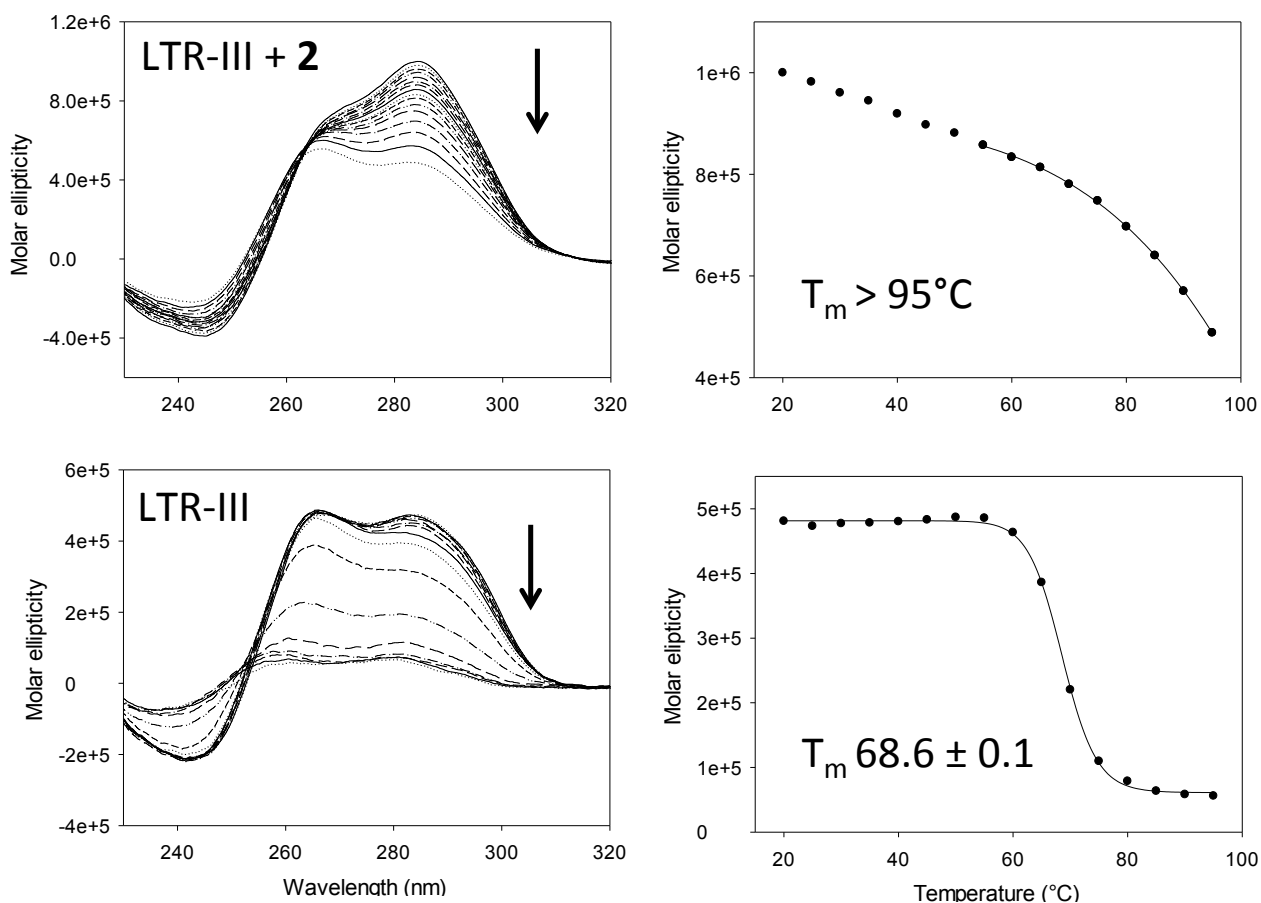 LTR-III + 2
Molar ellipticity
1.2e+6
8.0e+5
4.0e+5
0.0
-4.0e+5
240 260 280 300 320
Molar ellipticity
1e+6
8e+5
6e+5
4e+5
Tm > 95°C
20 40 60 80 100
LTR-III
Molar ellipticity
6e+5
4e+5
2e+5
0
-2e+5
-4e+5
240 260 280 300 320
Wavelength (nm)
Molar ellipticity
5e+5
4e+5
3e+5
2e+5
1e+5
0
Tm 68.6 ± 0.1
20 40 60 80 100
Temperature (°C)